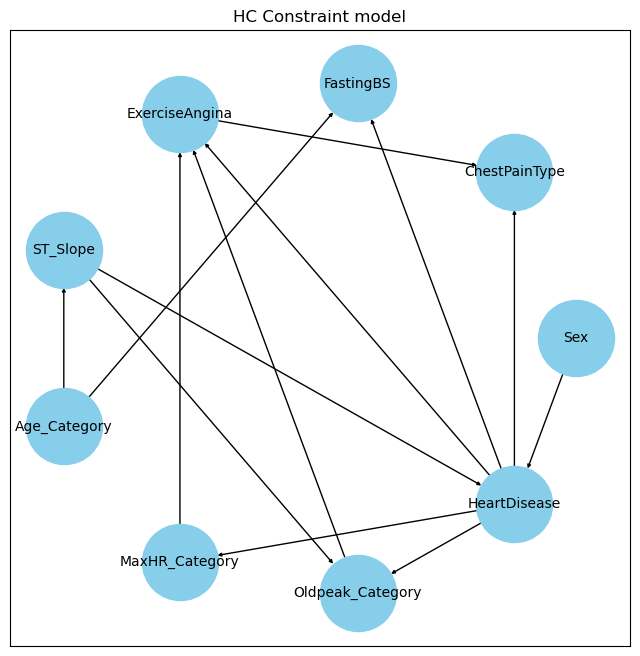 HC Constraint model
FastingBS
ExerciseAngina
ChestPainType
ST_Slope
Sex
Age_Category
HeartDisease
MaxHR_Category
Oldpeak_Category